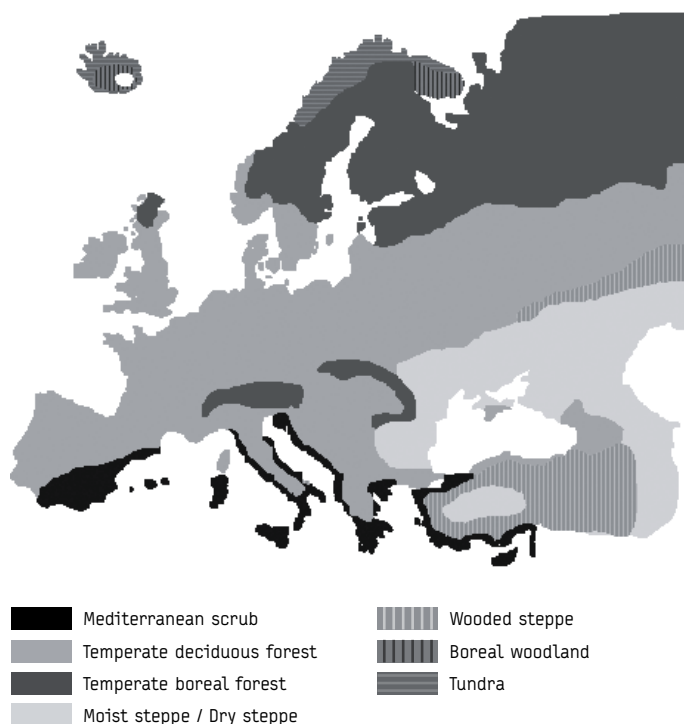 Mediterranean scrub
Temperate deciduous forest
Temperate boreal forest
Moist steppe / Dry steppe
Wooded steppe
Boreal woodland
Tundra